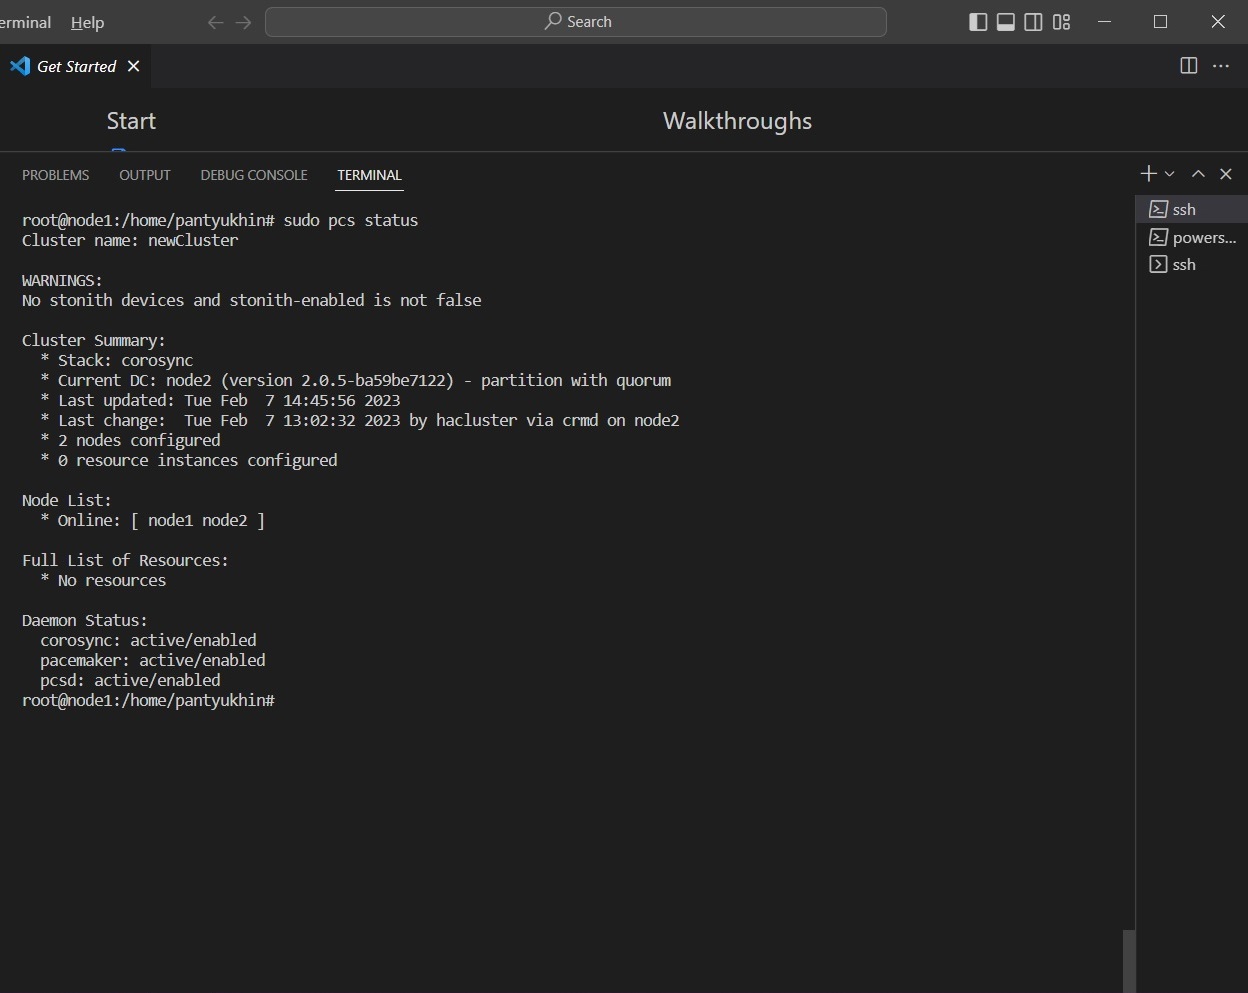 erminal Help Search
Get Started
Start Walkthroughs
PROBLEMS OUTPUT DEBUG CONSOLE TERMINAL
root@node1:/home/pantyukhin# sudo pcs status
Cluster name: newCluster
WARNINGS:
No stonith devices and stonith-enabled is not false
Cluster Summary:
* Stack: corosync
* Current DC: node2 (version 2.0.5-ba59be7122) - partition with quorum
* Last updated: Tue Feb  7 14:45:56 2023
* Last change:  Tue Feb  7 13:02:32 2023 by hacluster via crmd on node2
* 2 nodes configured
* 0 resource instances configured
Node List:
* Online: [ node1 node2 ]
Full List of Resources:
* No resources
Daemon Status:
corosync: active/enabled
pacemaker: active/enabled
pcsd: active/enabled
root@node1:/home/pantyukhin#
ssh
powers...
ssh